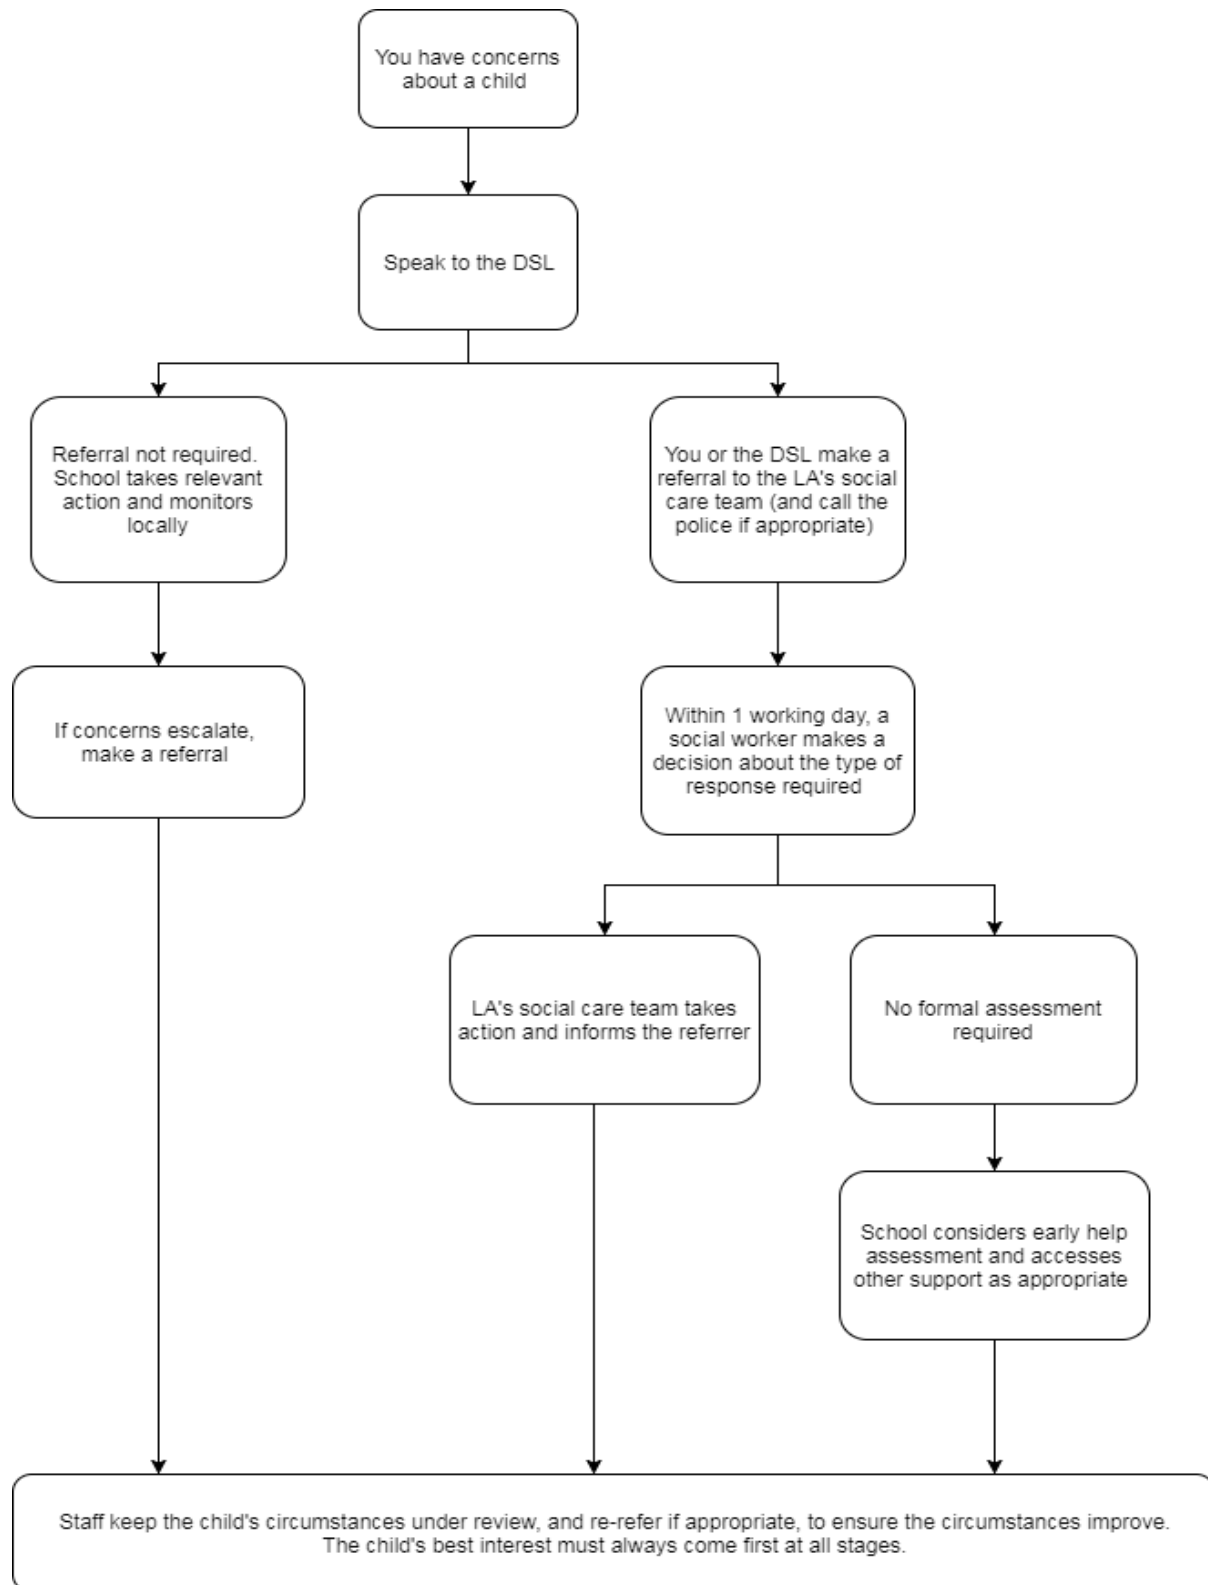 You have concerns
about a child
Speak to the DSL
Referral not required.
School takes relevant
action and monitors
locally
You or the DSL make a
referral to the LA's social
care team (and call the
police if appropriate)
If concerns escalate,
make a referral
Within 1 working day, a
social worker makes a
decision about the type of
response required
LA's social care team takes
action and informs the referrer
No formal assessment
required
School considers early help
assessment and accesses
other support as appropriate
Staff keep the child's circumstances under review, and re-refer if appropriate, to ensure the circumstances improve.
The child's best interest must always come first at all stages.